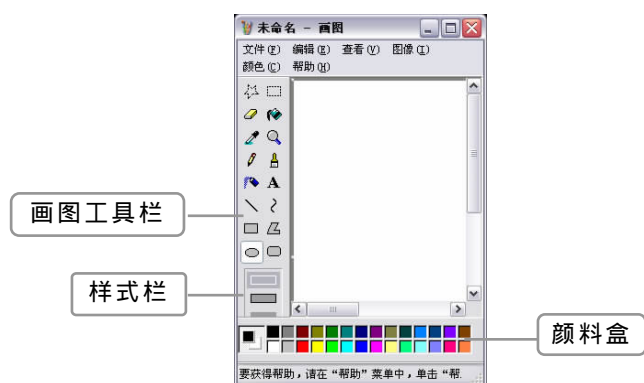 未命名 - 画图
文件(F) 编辑(E) 查看(V) 图像(I)
颜色(C) 帮助(H)
A
画图工具栏
样式栏
颜料盒
要获得帮助，请在“帮助”菜单中，单击“帮.